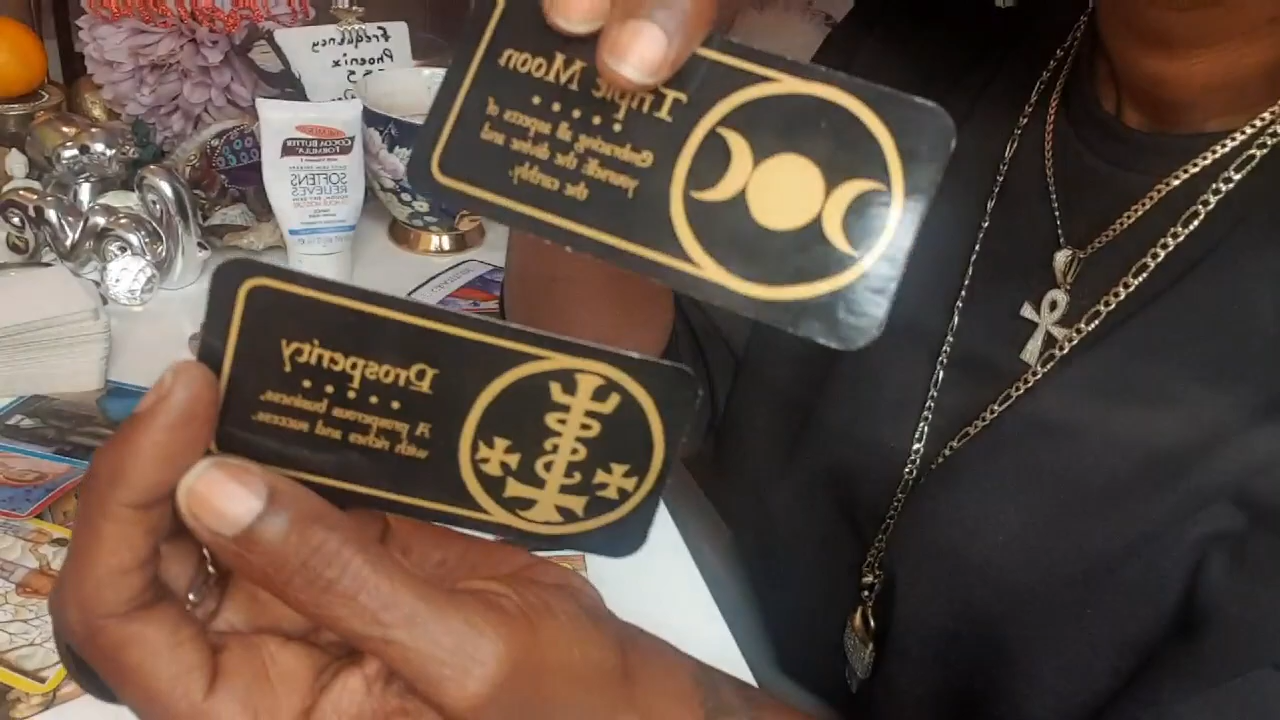 Frequency
Phoenix
PALMER'S
COCOA BUTTER
FORMULA
SOFTENS
RELIEVES
Triple Moon
Embracing all aspects of
yourself: the divine and
the earthly.
Prosperity
A prosperous business,
with riches and success.